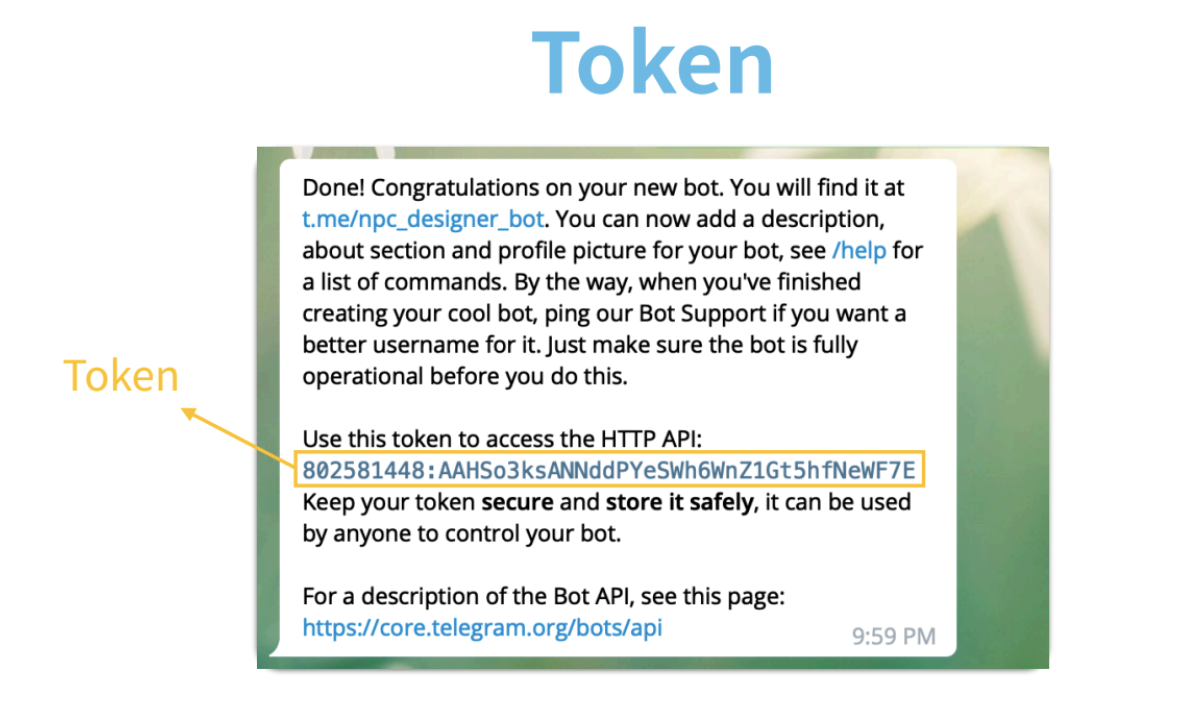 Token
Done! Congratulations on your new bot. You will find it at
t.me/npc_designer_bot. You can now add a description,
about section and profile picture for your bot, see /help for
a list of commands. By the way, when you've finished
creating your cool bot, ping our Bot Support if you want a
better username for it. Just make sure the bot is fully
operational before you do this.
Token
Use this token to access the HTTP API:
802581448:AAHSo3ksANNddPYeSWh6WnZ1Gt5hfNeWF7E
Keep your token secure and store it safely, it can be used
by anyone to control your bot.
For a description of the Bot API, see this page:
https://core.telegram.org/bots/api
9:59 PM